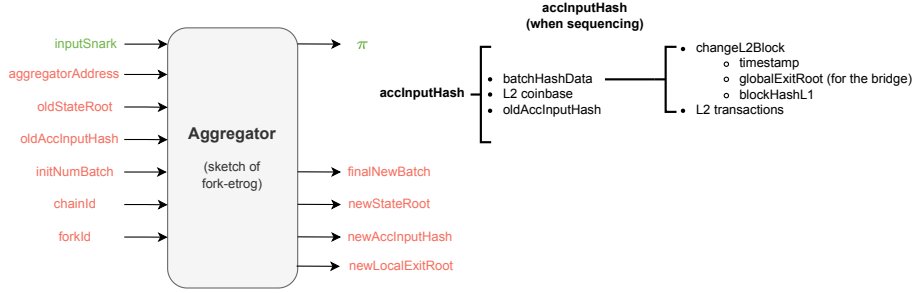 accInputHash
(when sequencing)
inputSnark
π
aggregatorAddress
oldStateRoot
oldAccInputHash
initNumBatch
chainId
forkId
Aggregator
(sketch of
fork-etrog)
finalNewBatch
newStateRoot
newAccInputHash
newLocalExitRoot
accInputHash
• batchHashData
• L2 coinbase
• oldAccInputHash
• changeL2Block
○ timestamp
○ globalExitRoot (for the bridge)
○ blockHashL1
• L2 transactions